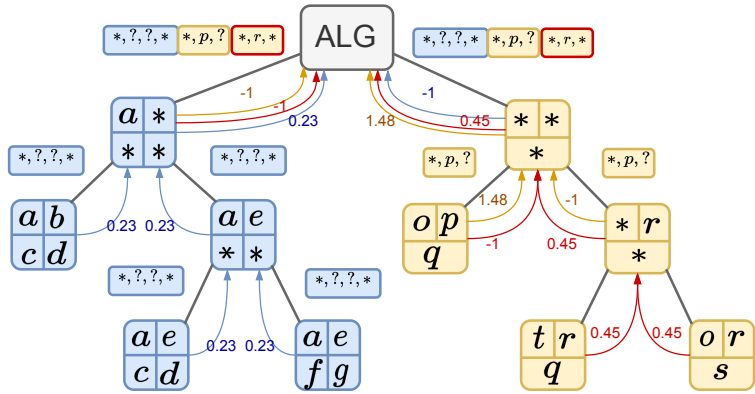 *,?,?,* *,p,? *,r,* ALG *,?,?,* *,p,? *,r,*
-1 -1 0.23 1.48 0.45 -1
a * * *
* * *
*,?,?,* *,?,?,* *,p,? *,p,?
a b a e o p * r
c d * * q *
0.23 0.23 1.48 -1 -1 0.45
*,?,?,* *,?,?,*
0.23 0.23 0.45 0.45
a e a e t r o r
c d f g q s